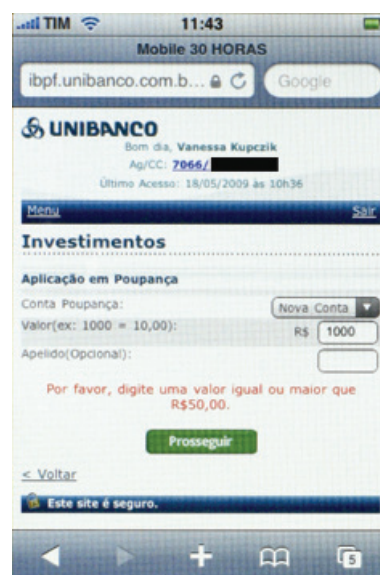 TIM 11:43
Mobile 30 HORAS
ibpf.unibanco.com.b... Google
UNIBANCO
Bom dia, Vanessa Kupczik
Ag/CC: 7066/
Último Acesso: 18/05/2009 às 10h36
Menu Sair
Investimentos
Aplicação em Poupança
Conta Poupança: Nova Conta
Valor(ex: 1000 = 10,00): R$ 1000
Apelido(Opcional):
Por favor, digite uma valor igual ou maior que
R$50,00.
Prosseguir
< Voltar
Este site é seguro.
5